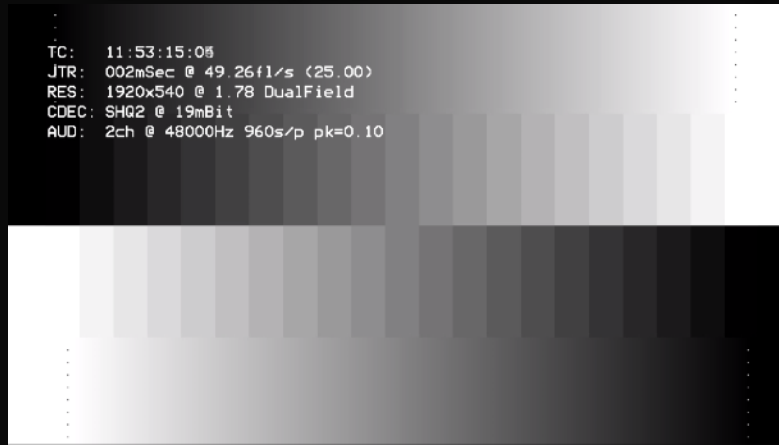 TC: 11:53:15:05
JTR: 002mSec @ 49.26fl/s (25.00)
RES: 1920x540 @ 1.78 DualField
CDEC: SHQ2 @ 19mBit
AUD: 2ch @ 48000Hz 960s/p pk=0.10